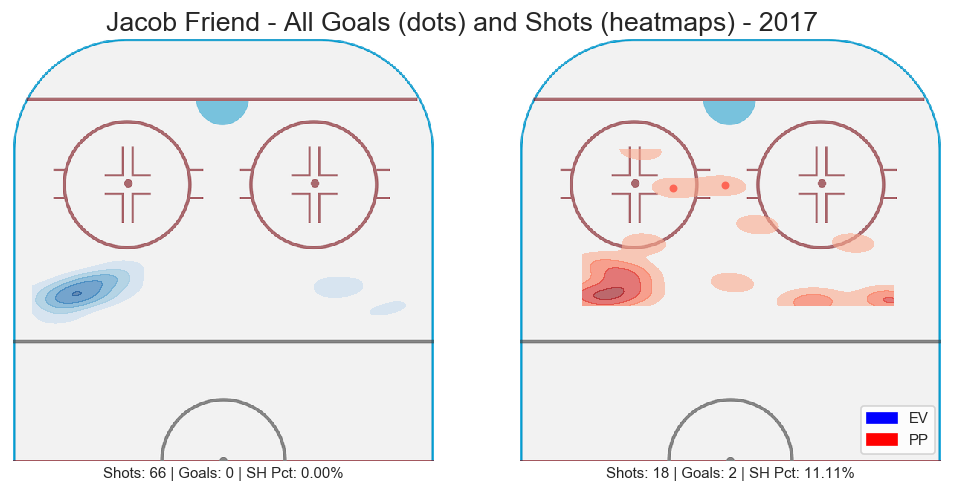 Jacob Friend - All Goals (dots) and Shots (heatmaps) - 2017
EV
PP
Shots: 66 | Goals: 0 | SH Pct: 0.00%
Shots: 18 | Goals: 2 | SH Pct: 11.11%